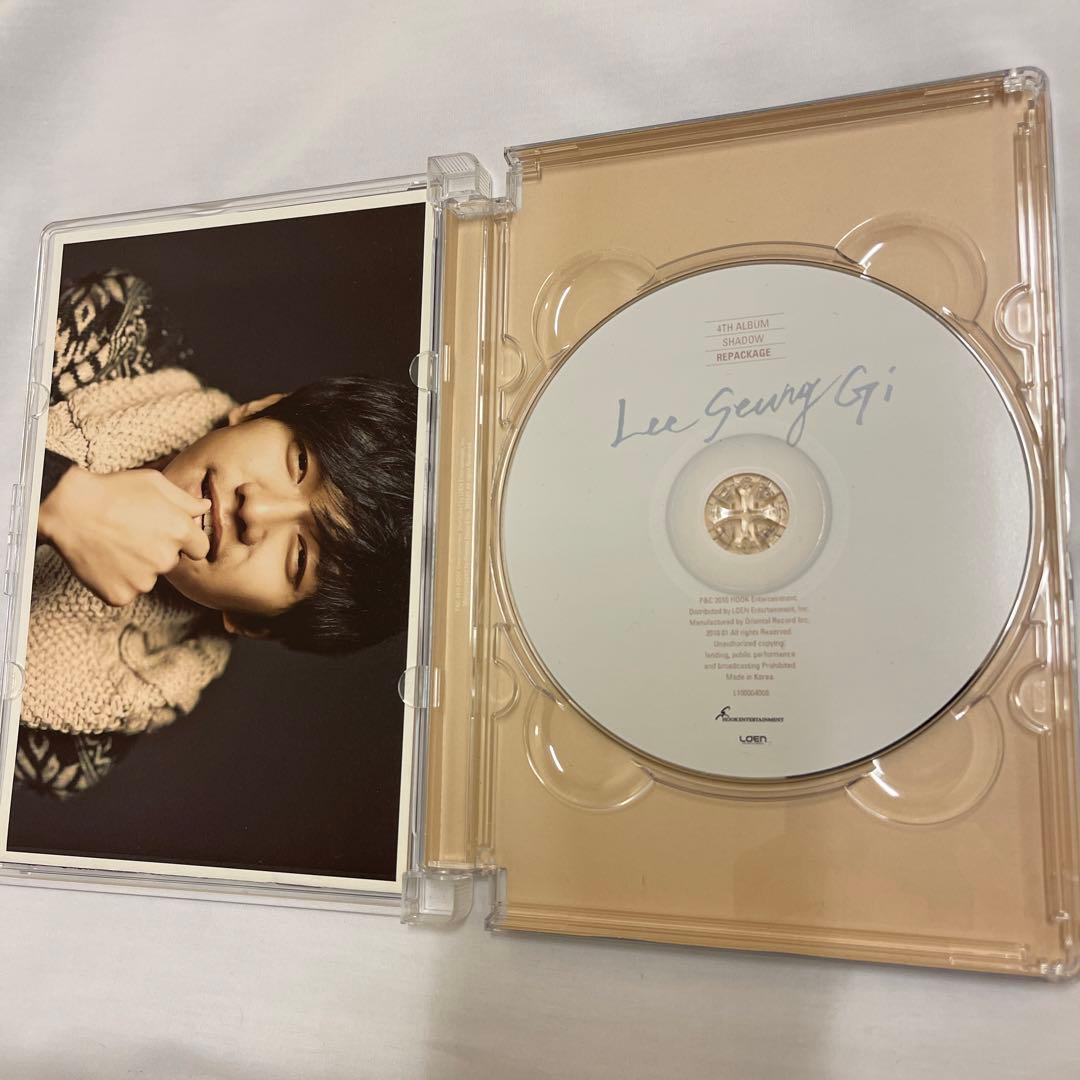 4TH ALBUM
SHADOW
REPACKAGE
Lee Seung Gi
P&C 2010 HOOK Entertainment.
Distributed by LOEN Entertainment, Inc.
Manufactured by Oriental Record Inc.
2010.01 All rights Reserved.
Unauthorized copying,
lending, public performance
and broadcasting Prohibited.
Made in Korea
L100004008
HOOK ENTERTAINMENT
LOEN